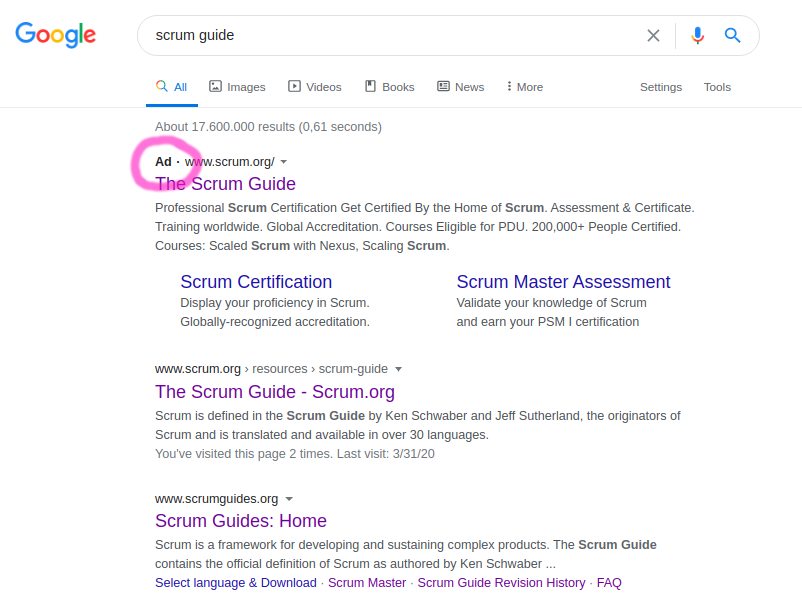 Google
scrum guide
All Images Videos Books News More Settings Tools
About 17.600.000 results (0,61 seconds)
Ad · www.scrum.org/
The Scrum Guide
Professional Scrum Certification Get Certified By the Home of Scrum. Assessment & Certificate.
Training worldwide. Global Accreditation. Courses Eligible for PDU. 200,000+ People Certified.
Courses: Scaled Scrum with Nexus, Scaling Scrum.
Scrum Certification
Display your proficiency in Scrum.
Globally-recognized accreditation.
Scrum Master Assessment
Validate your knowledge of Scrum
and earn your PSM I certification
www.scrum.org › resources › scrum-guide
The Scrum Guide - Scrum.org
Scrum is defined in the Scrum Guide by Ken Schwaber and Jeff Sutherland, the originators of
Scrum and is translated and available in over 30 languages.
You've visited this page 2 times. Last visit: 3/31/20
www.scrumguides.org
Scrum Guides: Home
Scrum is a framework for developing and sustaining complex products. The Scrum Guide
contains the official definition of Scrum as authored by Ken Schwaber ...
Select language & Download · Scrum Master · Scrum Guide Revision History · FAQ